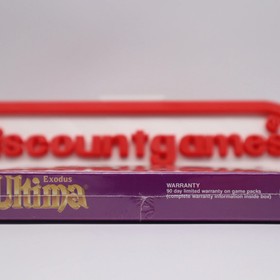 iscountgames
Exodus
Ultima
WARRANTY
90 day limited warranty on game packs
(complete warranty information inside box)